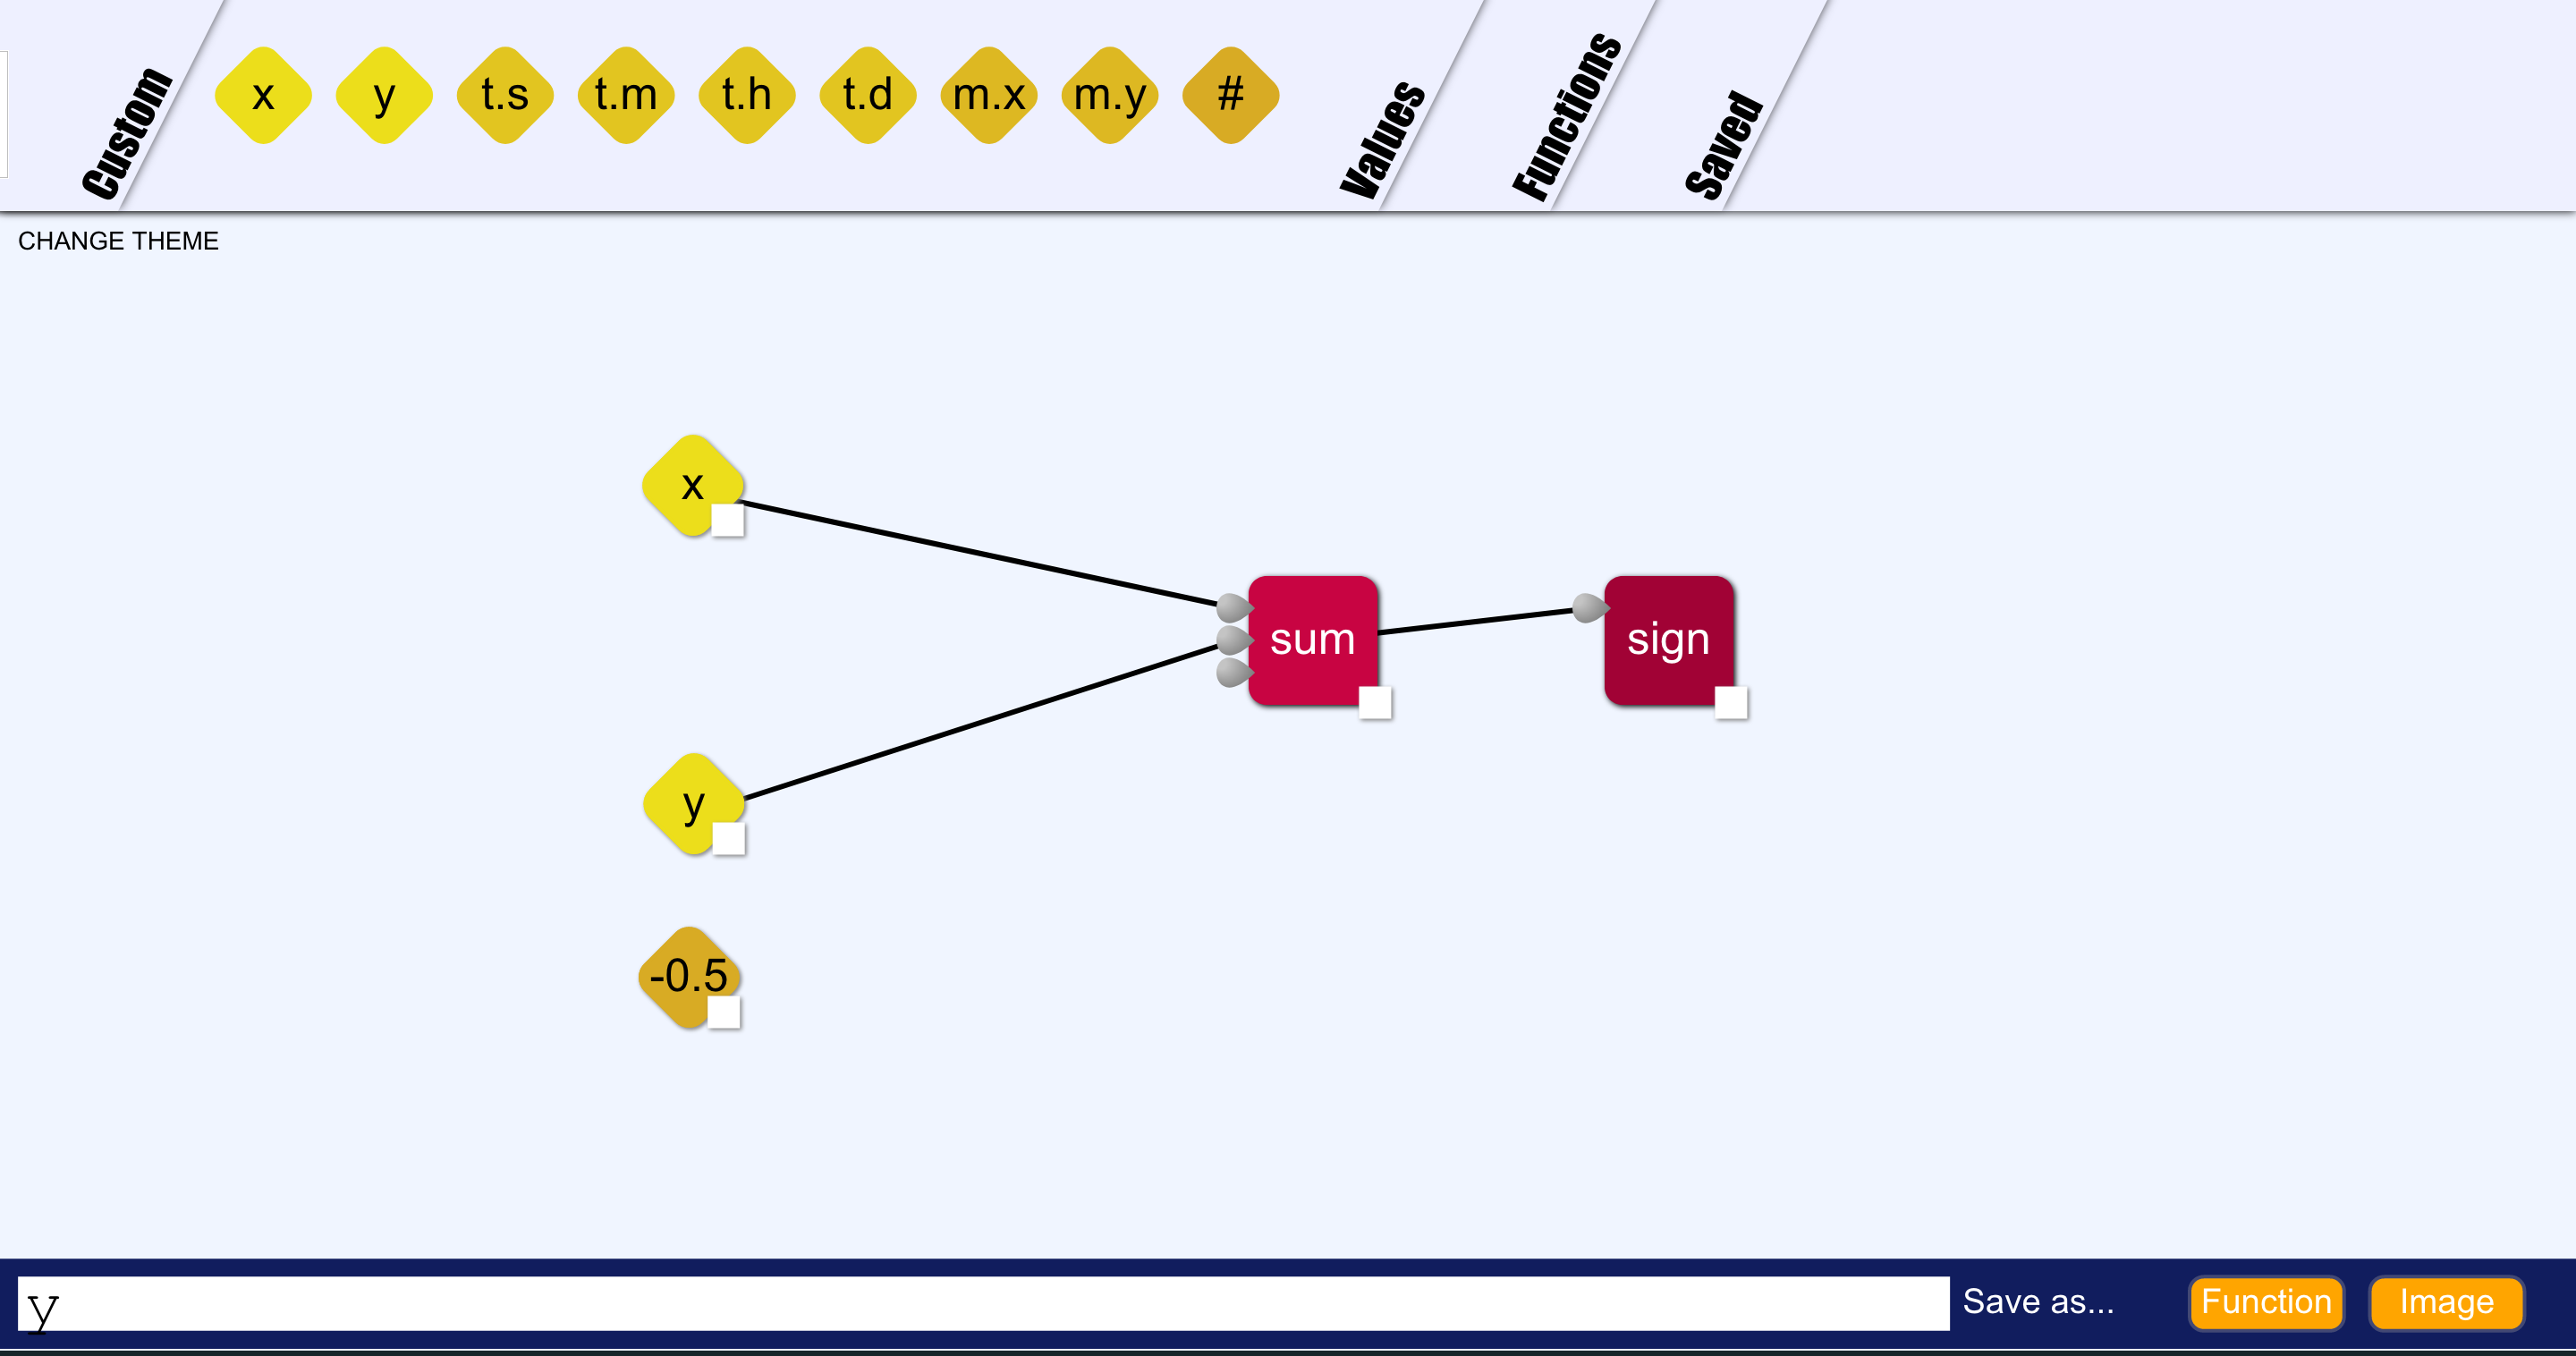 Custom
x y t.s t.m t.h t.d m.x m.y #
Values
Functions
Saved
CHANGE THEME
x
sum
sign
y
-0.5
y
Save as...
Function
Image